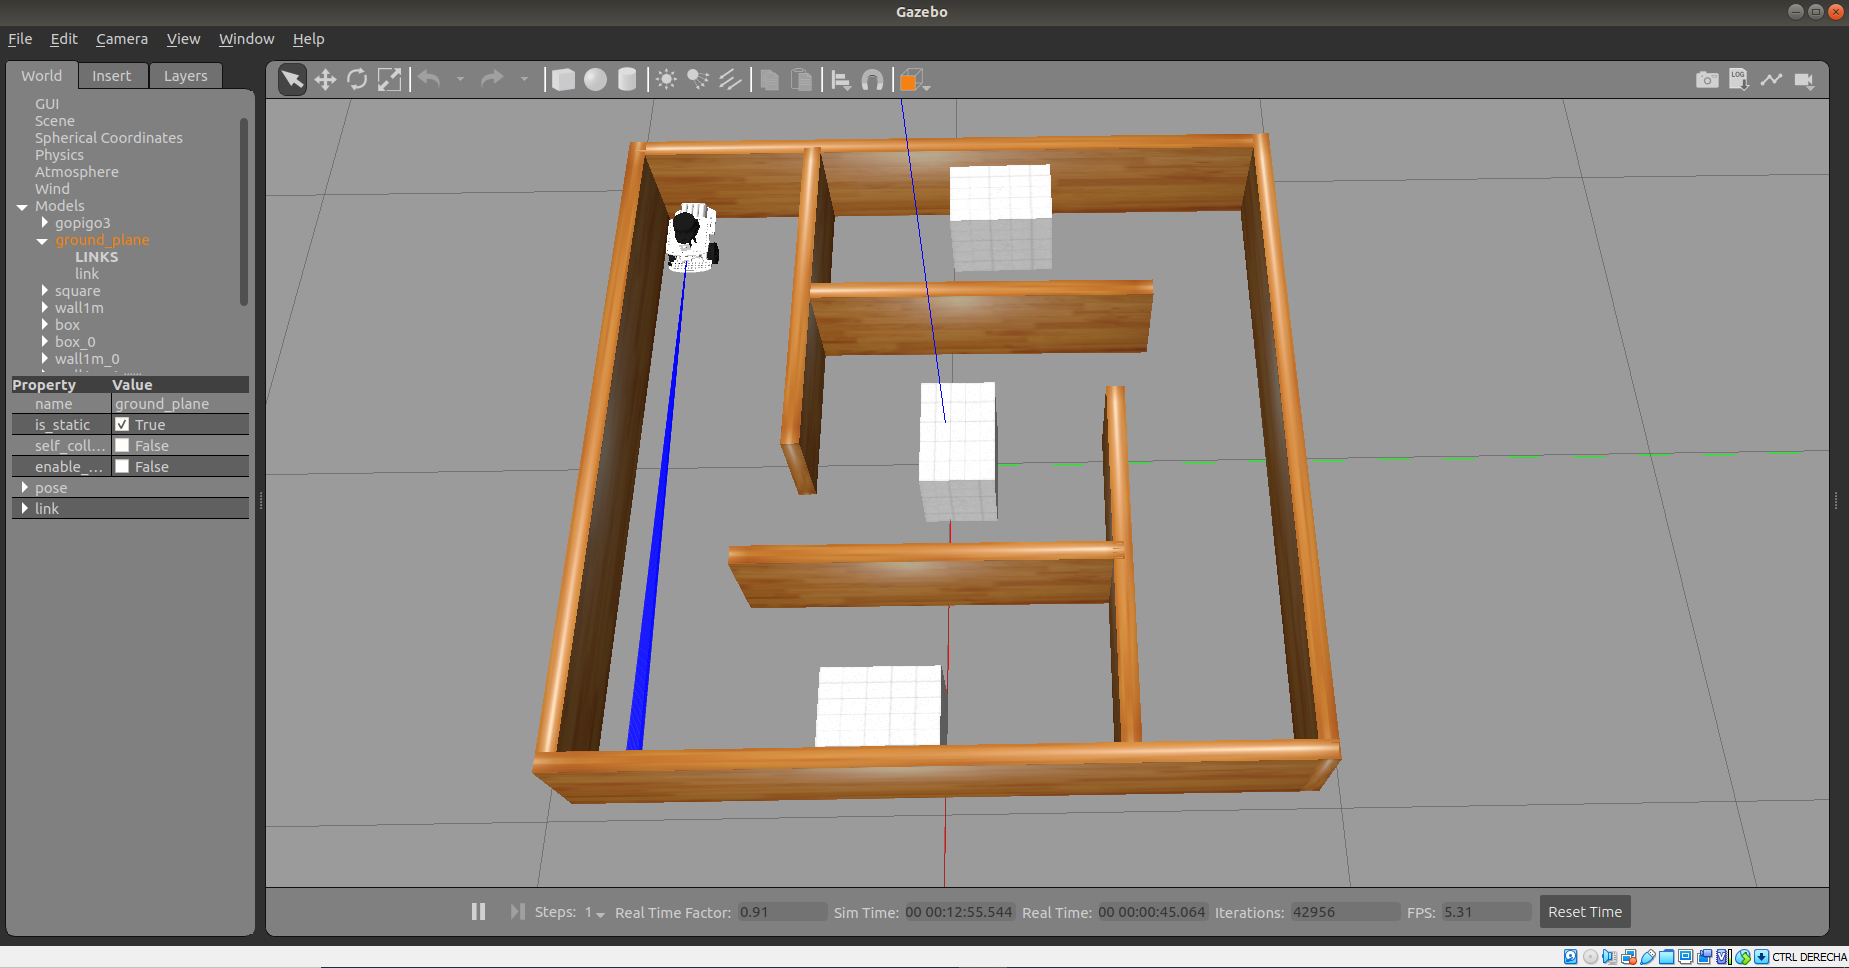 Gazebo
File Edit Camera View Window Help
World Insert Layers
LOG
GUI
Scene
Spherical Coordinates
Physics
Atmosphere
Wind
Models
gopigo3
ground_plane
LINKS
link
square
wall1m
box
box_0
wall1m_0
Property Value
name ground_plane
is_static True
self_coll... False
enable_... False
pose
link
Steps: 1 Real Time Factor: 0.91 Sim Time: 00 00:12:55.544 Real Time: 00 00:00:45.064 Iterations: 42956 FPS: 5.31 Reset Time
CTRL DERECHA